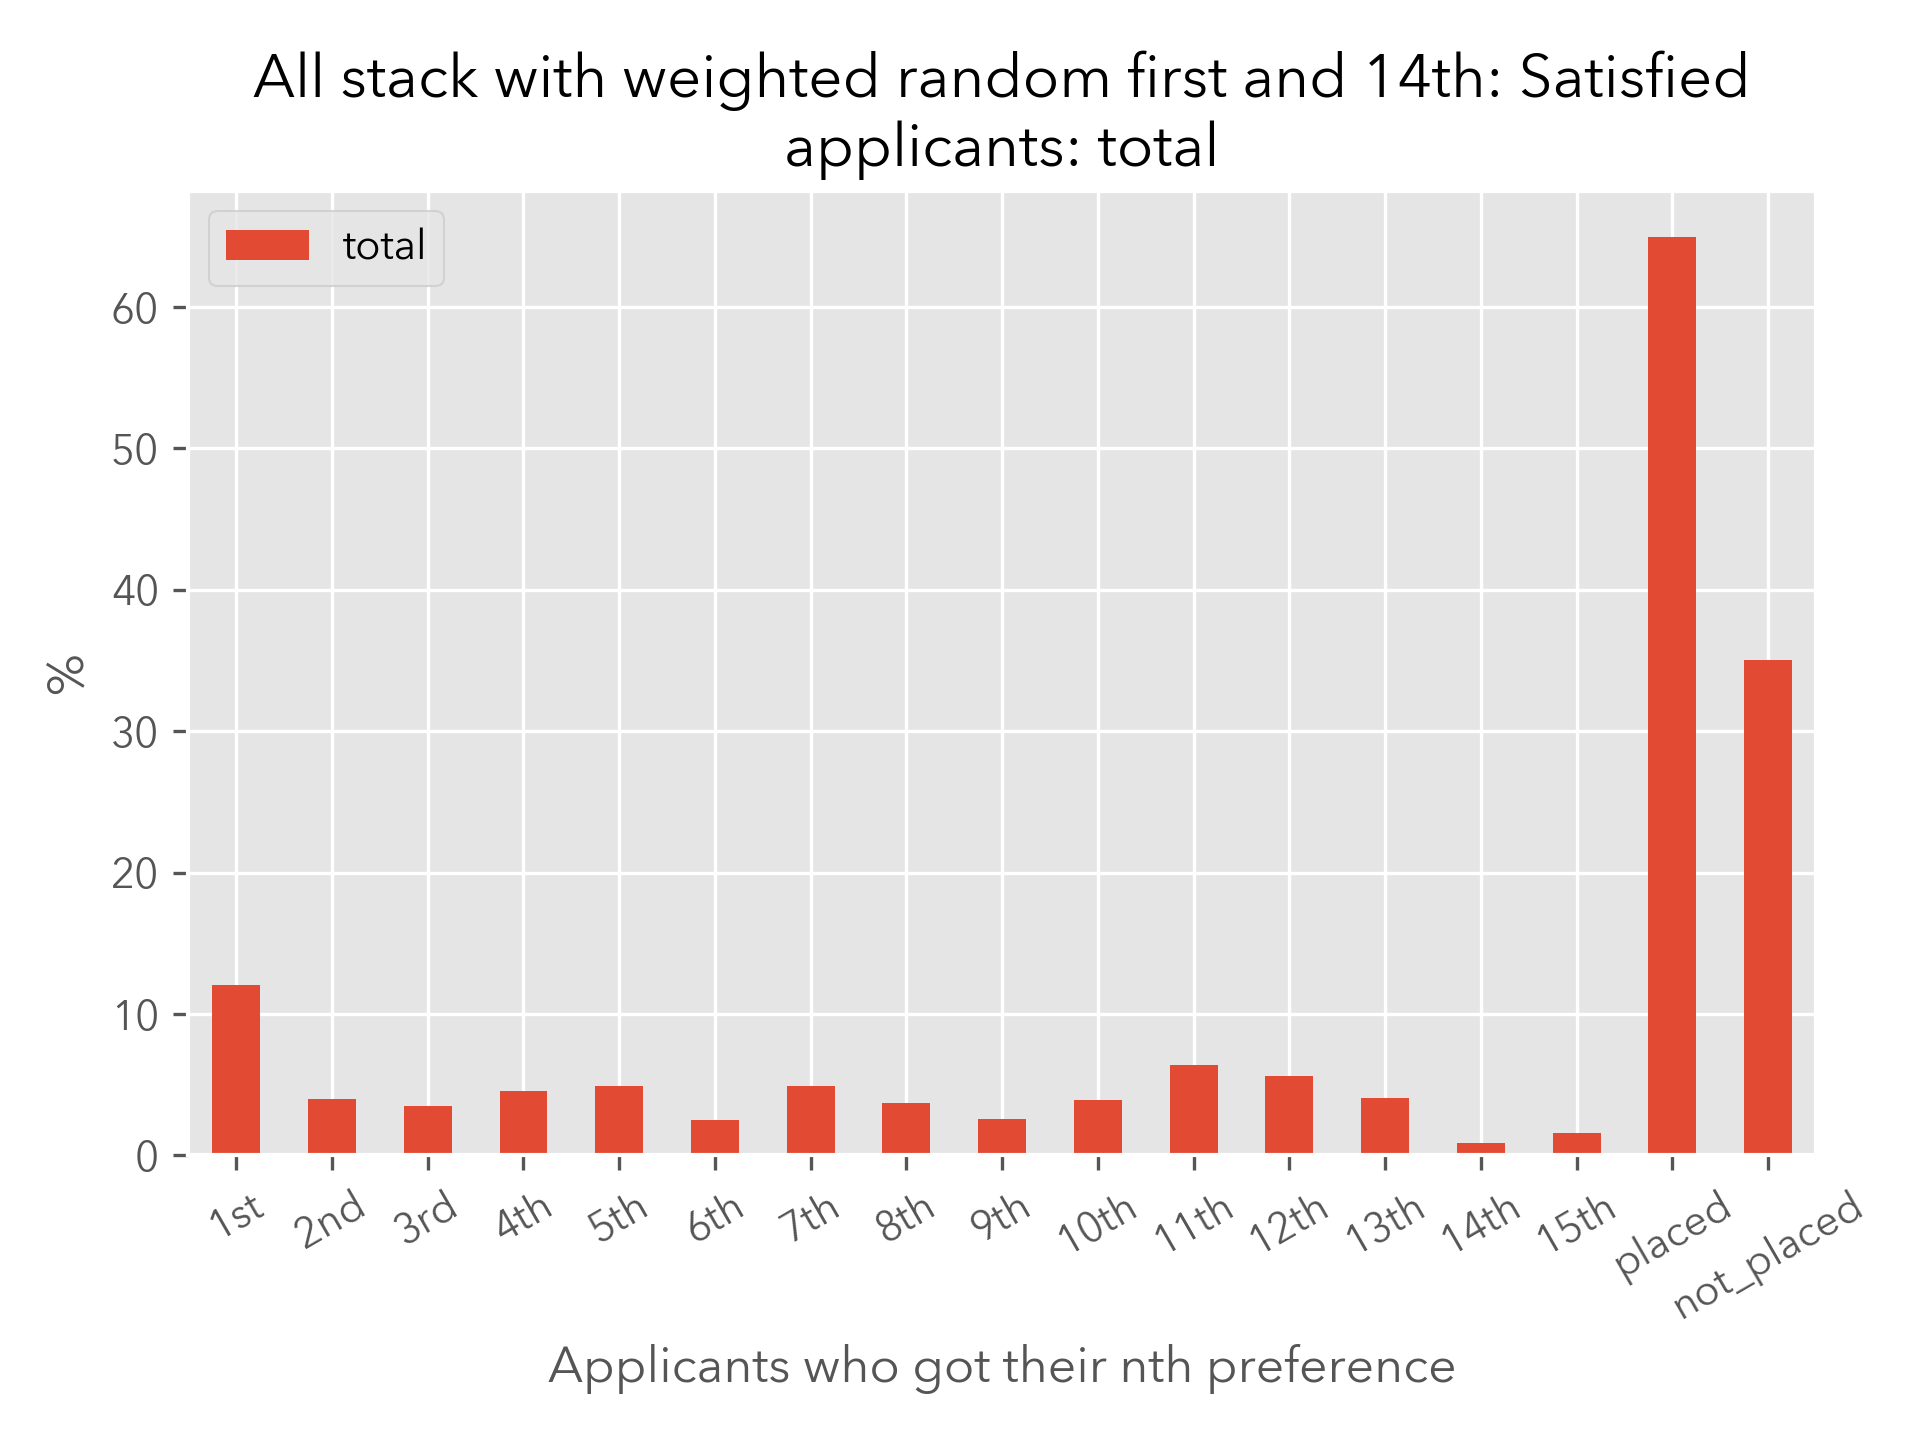 All stack with weighted random first and 14th: Satisfied
applicants: total
total
60
50
40
30
20
10
0
%
1st 2nd 3rd 4th 5th 6th 7th 8th 9th 10th 11th 12th 13th 14th 15th placed not_placed
Applicants who got their nth preference